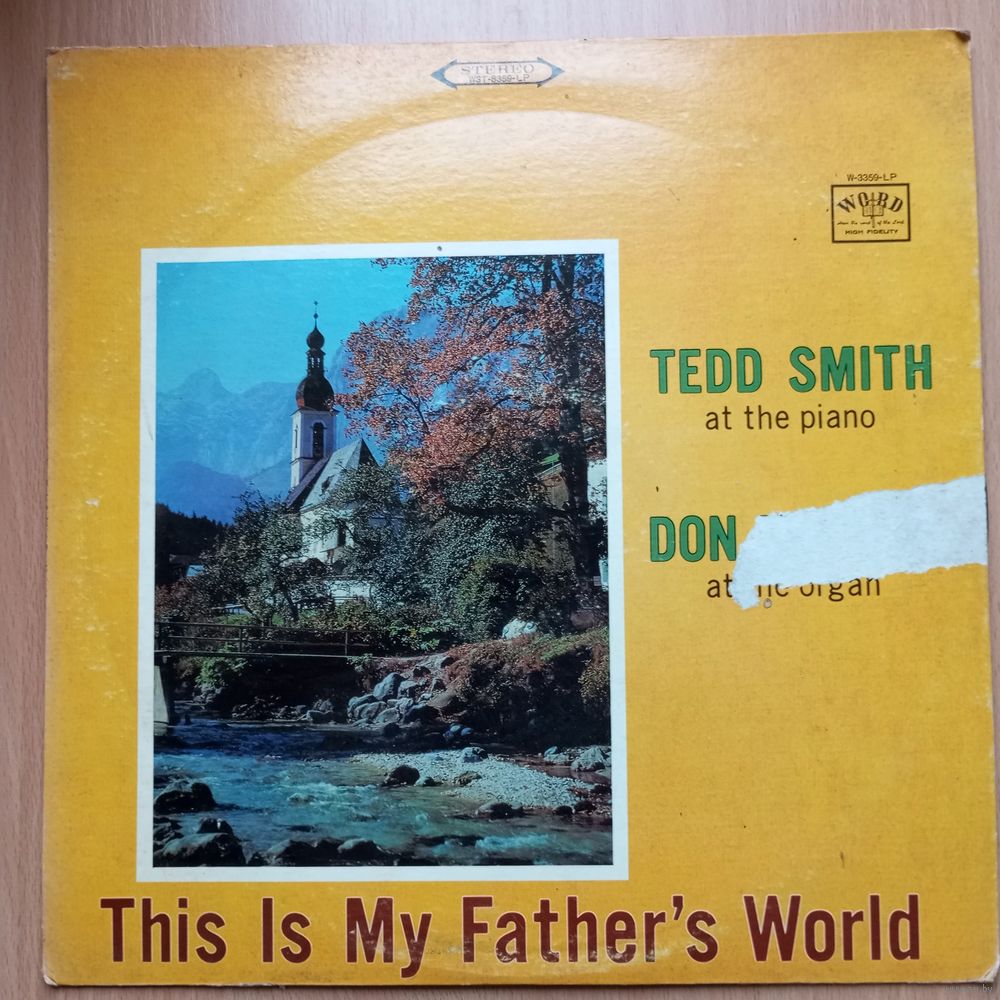 STEREO
WST-8359-LP
W-3359-LP
WORD
HIGH FIDELITY
TEDD SMITH
at the piano
DON
at organ
This Is My Father's World